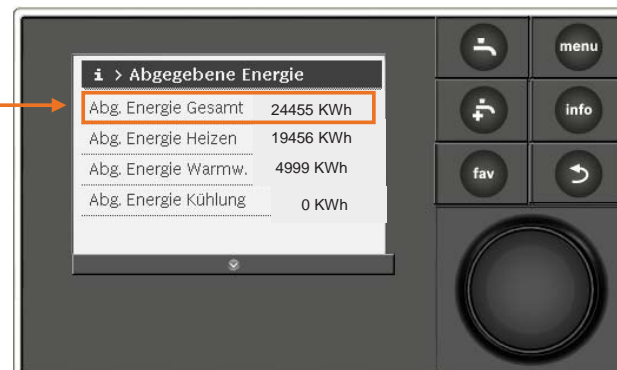 i > Abgegebene Energie
Abg. Energie Gesamt 24455 KWh
Abg. Energie Heizen 19456 KWh
Abg. Energie Warmw. 4999 KWh
Abg. Energie Kühlung 0 KWh
menu
info
fav